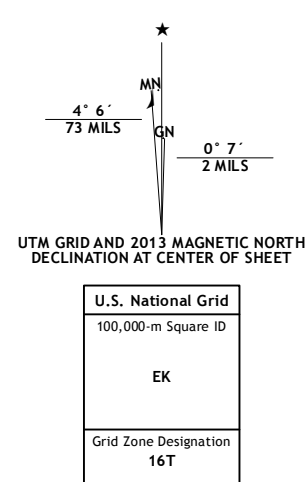 ★
MN
GN
4° 6´
73 MILS
0° 7´
2 MILS
UTM GRID AND 2013 MAGNETIC NORTH
DECLINATION AT CENTER OF SHEET
U.S. National Grid
100,000-m Square ID
EK
Grid Zone Designation
16T